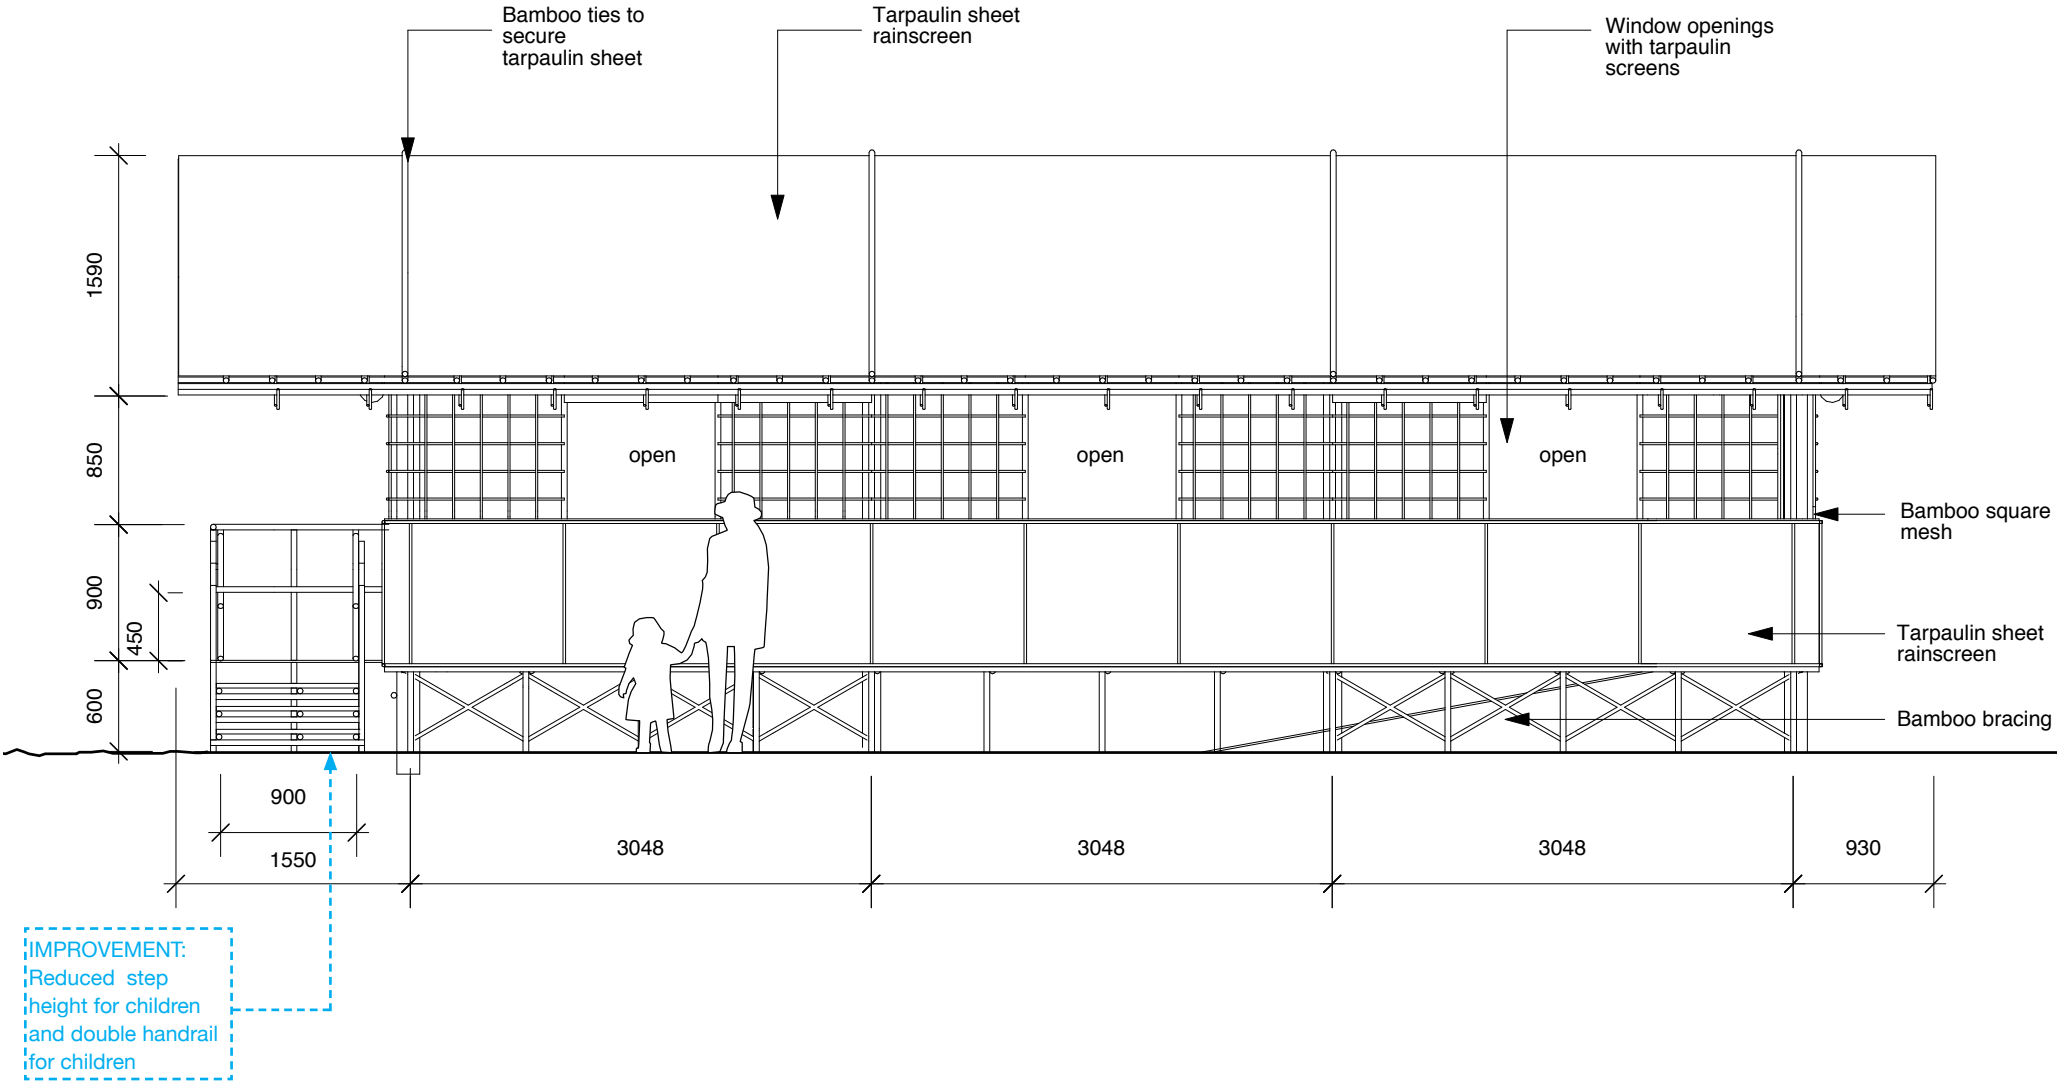 Bamboo ties to
secure
tarpaulin sheet
Tarpaulin sheet
rainscreen
Window openings
with tarpaulin
screens
1590
850
900
450
600
open
open
open
Bamboo square
mesh
Tarpaulin sheet
rainscreen
Bamboo bracing
900
1550
3048
3048
3048
930
IMPROVEMENT:
Reduced step
height for children
and double handrail
for children